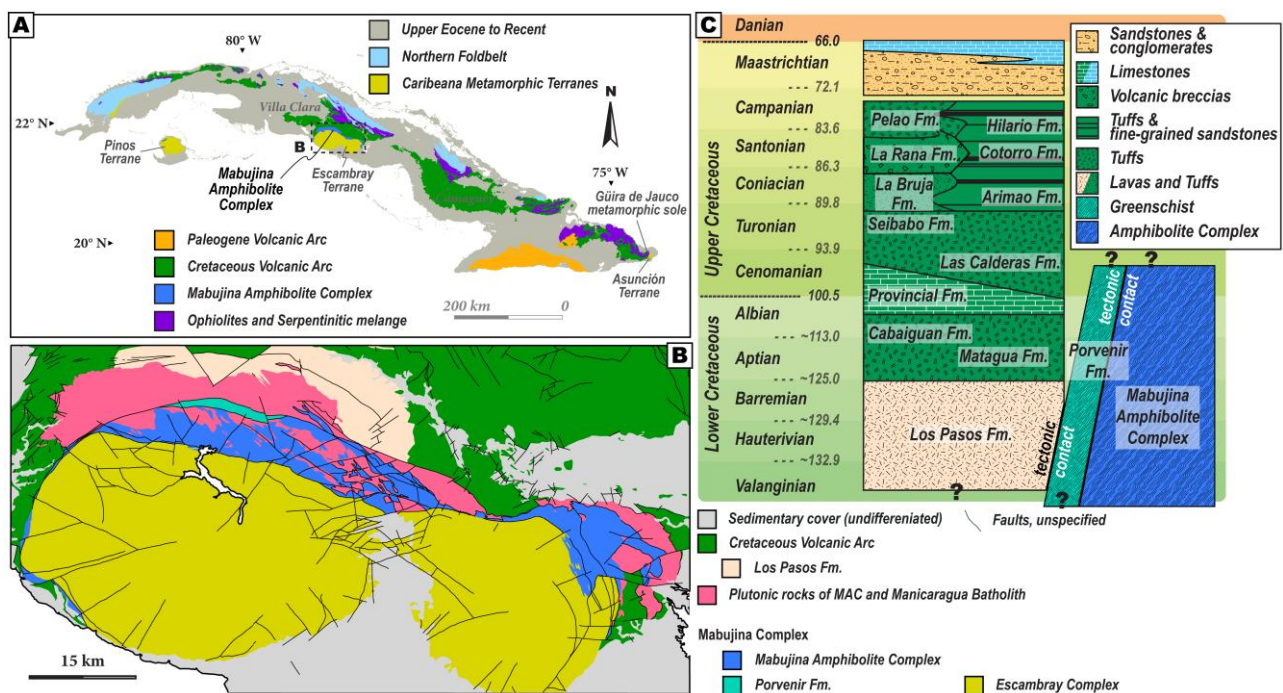 A
80° W
Upper Eocene to Recent
Northern Foldbelt
Caribeana Metamorphic Terranes
N
Villa Clara
22° N
B
Pinos
Terrane
Mabujina
Amphibolite
Complex
Escambray
Terrane
75° W
Güira de Jauco
metamorphic sole
20° N
Asunción
Terrane
Paleogene Volcanic Arc
Cretaceous Volcanic Arc
Mabujina Amphibolite Complex
Ophiolites and Serpentinitic melange
200 km
0
B
15 km
C
Danian
66.0
Maastrichtian
72.1
Campanian
83.6
Santonian
86.3
Coniacian
89.8
Turonian
93.9
Cenomanian
100.5
Albian
~113.0
Aptian
~125.0
Barremian
~129.4
Hauterivian
~132.9
Valanginian
Upper Cretaceous
Lower Cretaceous
Pelao Fm.
Hilario Fm.
La Rana Fm.
Cotorro Fm.
La Bruja
Fm.
Arimao Fm.
Seibabo Fm.
Las Calderas Fm.
Provincial Fm.
Cabaiguan Fm.
Matagua Fm.
Los Pasos Fm.
?
? ?
tectonic
contact
Porvenir
Fm.
Mabujina
Amphibolite
Complex
tectonic
contact
?
Sandstones &
conglomerates
Limestones
Volcanic breccias
Tuffs &
fine-grained sandstones
Tuffs
Lavas and Tuffs
Greenschist
Amphibolite Complex
Sedimentary cover (undiffereniated)
Faults, unspecified
Cretaceous Volcanic Arc
Los Pasos Fm.
Plutonic rocks of MAC and Manicaragua Batholith
Mabujina Complex
Mabujina Amphibolite Complex
Porvenir Fm.
Escambray Complex